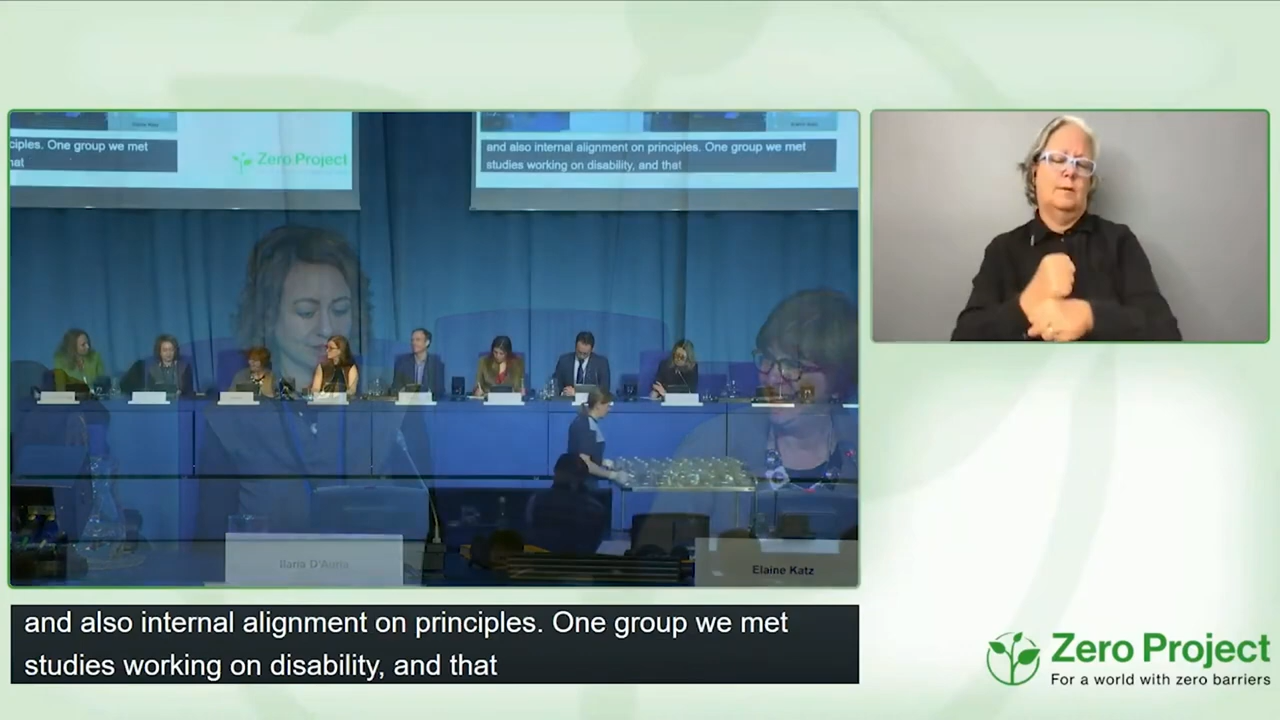 ciples. One group we met
hat
Zero Project
and also internal alignment on principles. One group we met
studies working on disability, and that
Ilaria D'Auria
Elaine Katz
and also internal alignment on principles. One group we met
studies working on disability, and that
Zero Project
For a world with zero barriers